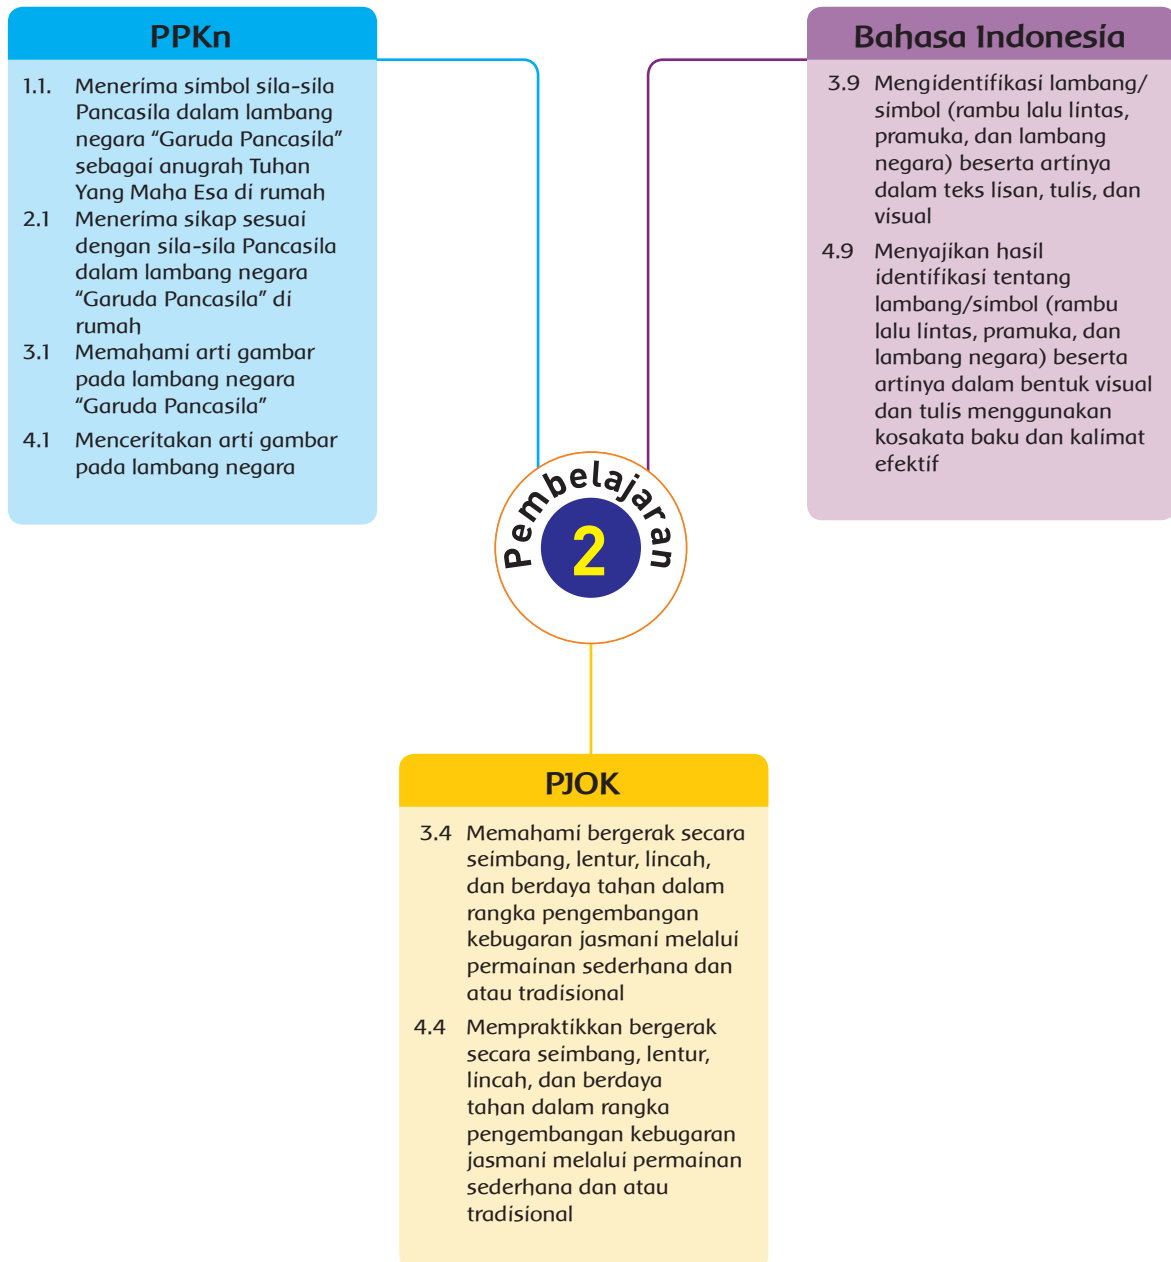 PPKn
1.1. Menerima simbol sila-sila
Pancasila dalam lambang
negara “Garuda Pancasila”
sebagai anugrah Tuhan
Yang Maha Esa di rumah
2.1 Menerima sikap sesuai
dengan sila-sila Pancasila
dalam lambang negara
“Garuda Pancasila” di
rumah
3.1 Memahami arti gambar
pada lambang negara
“Garuda Pancasila”
4.1 Menceritakan arti gambar
pada lambang negara
Bahasa Indonesia
3.9 Mengidentifikasi lambang/
simbol (rambu lalu lintas,
pramuka, dan lambang
negara) beserta artinya
dalam teks lisan, tulis, dan
visual
4.9 Menyajikan hasil
identifikasi tentang
lambang/simbol (rambu
lalu lintas, pramuka, dan
lambang negara) beserta
artinya dalam bentuk visual
dan tulis menggunakan
kosakata baku dan kalimat
efektif
Pembelajaran
2
PJOK
3.4 Memahami bergerak secara
seimbang, lentur, lincah,
dan berdaya tahan dalam
rangka pengembangan
kebugaran jasmani melalui
permainan sederhana dan
atau tradisional
4.4 Mempraktikkan bergerak
secara seimbang, lentur,
lincah, dan berdaya
tahan dalam rangka
pengembangan kebugaran
jasmani melalui permainan
sederhana dan atau
tradisional